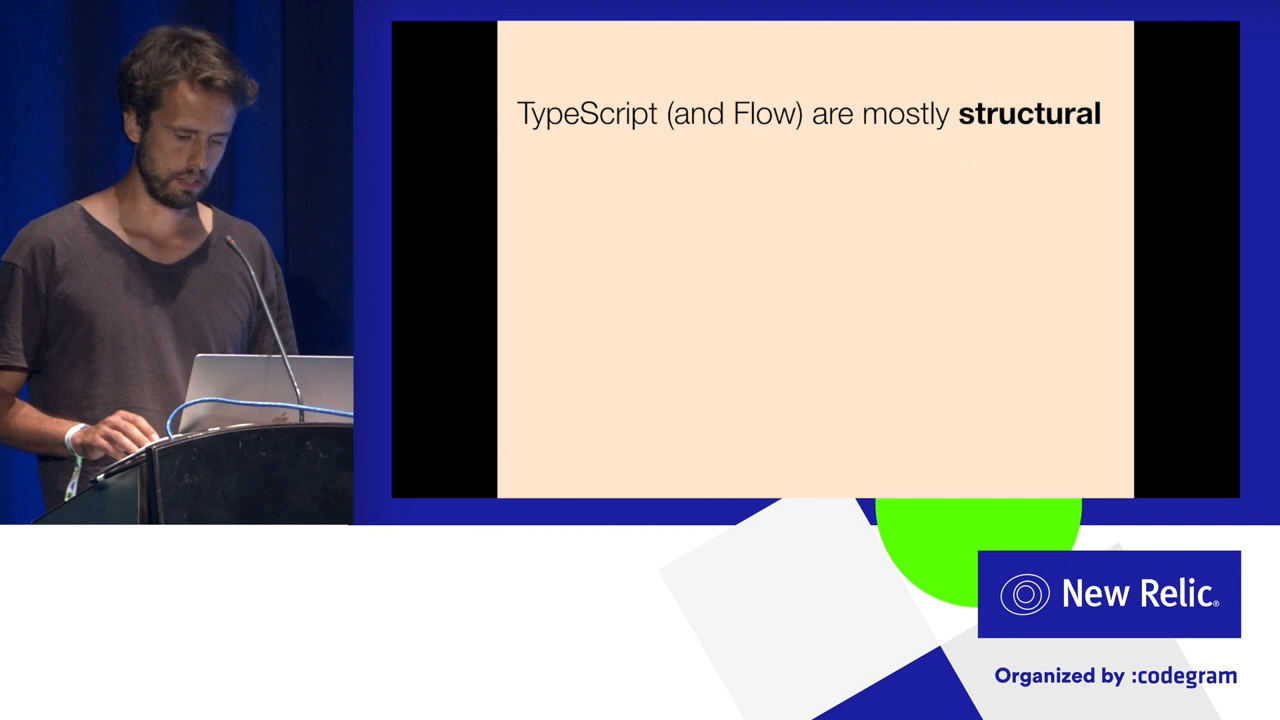 TypeScript (and Flow) are mostly structural
New Relic®
Organized by :codegram